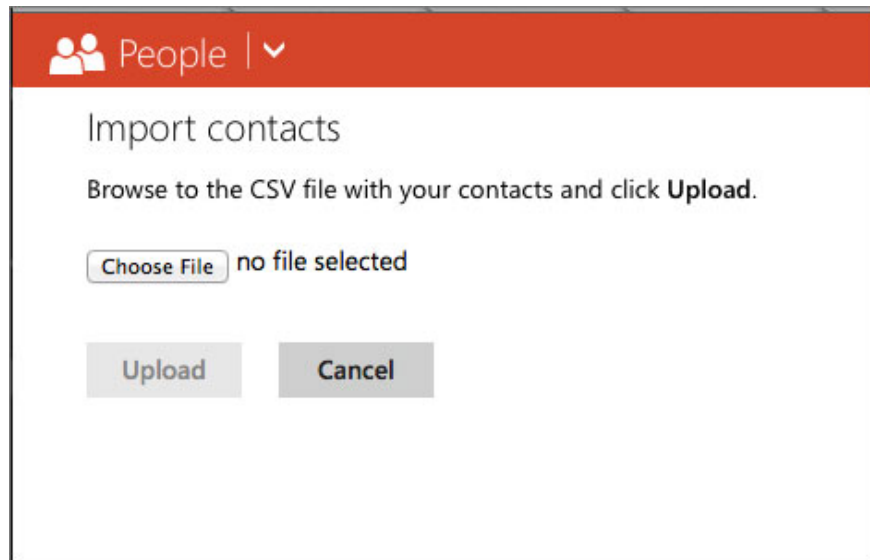 People
Import contacts
Browse to the CSV file with your contacts and click Upload.
Choose File no file selected
Upload Cancel